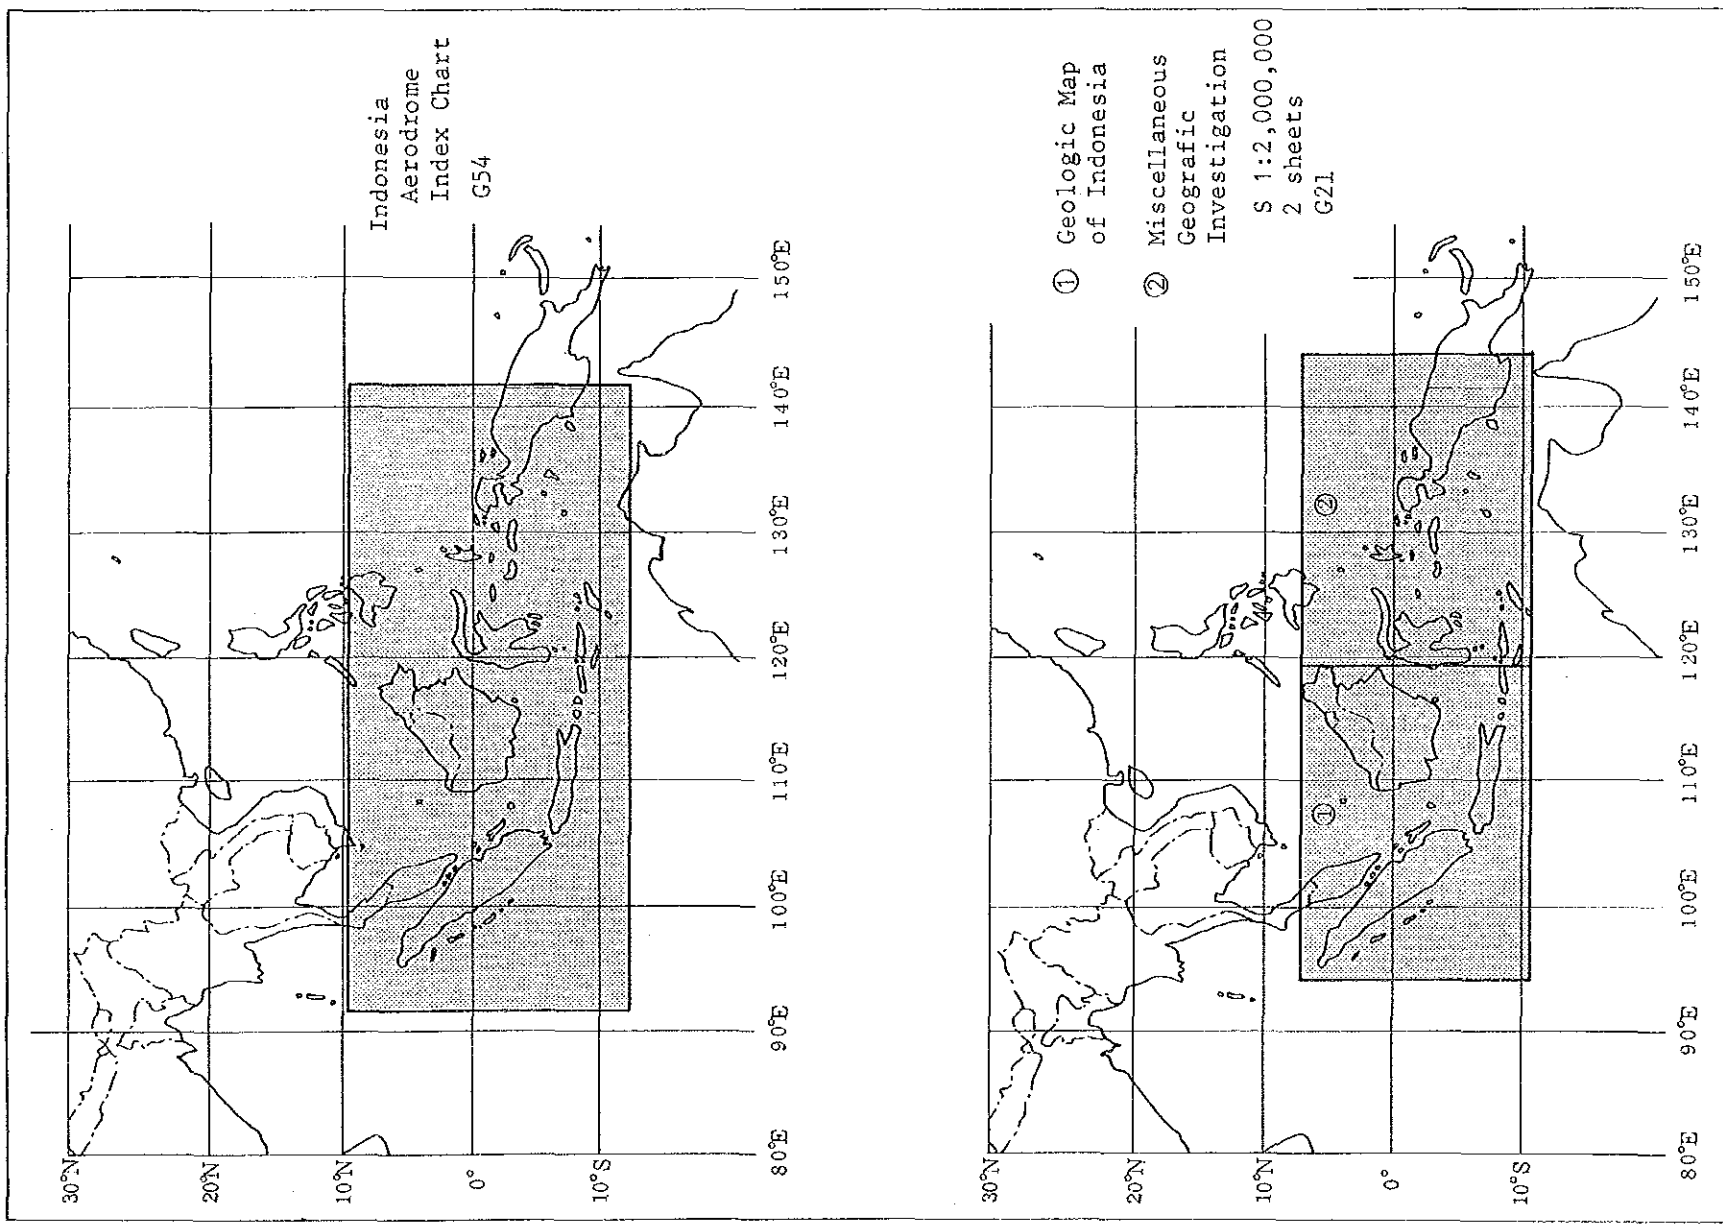 Indonesia
Aerodrome
Index Chart
G54
30°N
20°N
10°N
0°
10°S
80°E
90°E
100°E
110°E
120°E
130°E
140°E
150°E
① Geologic Map
of Indonesia
② Miscellaneous
Geografic
Investigation
S 1:2,000,000
2 sheets
G21
30°N
20°N
10°N
0°
10°S
①
②
80°E
90°E
100°E
110°E
120°E
130°E
140°E
150°E